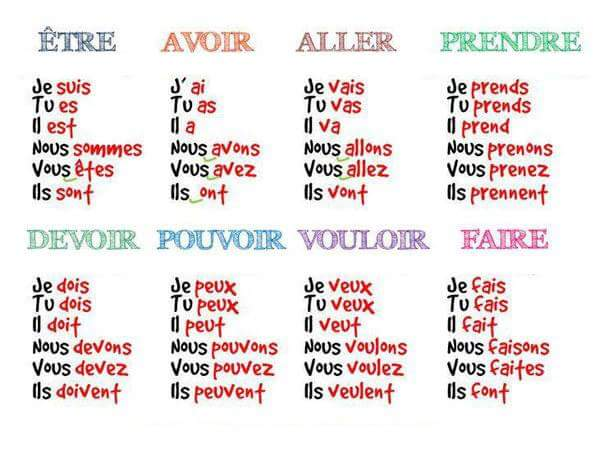 ÊTRE
Je suis
Tu es
Il est
Nous sommes
Vous êtes
Ils sont
AVOIR
J' ai
Tu as
Il a
Nous avons
Vous avez
Ils ont
ALLER
Je vais
Tu vas
Il va
Nous allons
Vous allez
Ils vont
PRENDRE
Je prends
Tu prends
Il prend
Nous prenons
Vous prenez
Ils prennent
DEVOIR
Je dois
Tu dois
Il doit
Nous devons
Vous devez
Ils doivent
POUVOIR
Je peux
Tu peux
Il peut
Nous pouvons
Vous pouvez
Ils peuvent
VOULOIR
Je veux
Tu veux
Il veut
Nous voulons
Vous voulez
Ils veulent
FAIRE
Je fais
Tu fais
Il fait
Nous faisons
Vous faites
Ils font